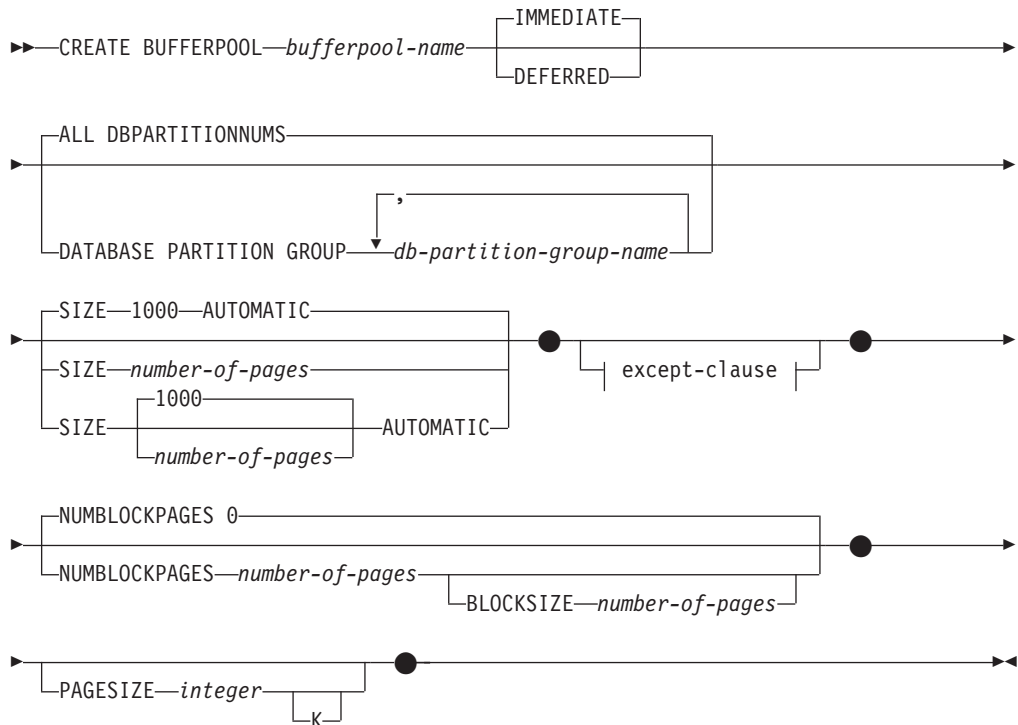 IMMEDIATE
CREATE BUFFERPOOL bufferpool-name
DEFERRED
ALL DBPARTITIONNUMS
,
DATABASE PARTITION GROUP db-partition-group-name
SIZE 1000 AUTOMATIC
SIZE number-of-pages
except-clause
1000
SIZE AUTOMATIC
number-of-pages
NUMBLOCKPAGES 0
NUMBLOCKPAGES number-of-pages
BLOCKSIZE number-of-pages
PAGESIZE integer
K